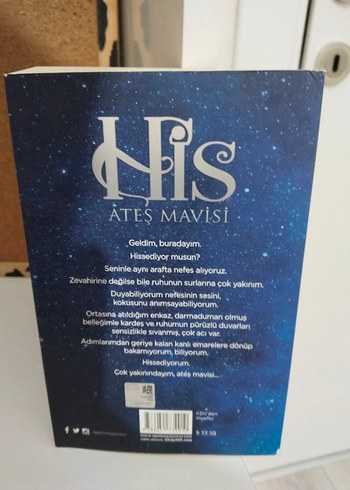 HİS
ATEŞ MAVİSİ
Geldim, buradayım.
Hissediyor musun?
Seninle aynı arafta nefes alıyoruz.
Zevahirine değilse bile ruhunun surlarına çok yakınım.
Duyabiliyorum nefesinin sesini,
kokusunu anımsayabiliyorum.
Ortasına atıldığım enkaz, darmaduman olmuş
belleğimle kardeş ve ruhumun pürüzlü duvarları
sensizlikle sıvanmış, çok acı var.
Adımlarımdan geriye kalan kanlı emarelere dönüp
bakamıyorum, biliyorum.
Hissediyorum.
Çok yakınındayım, ateş mavisi...